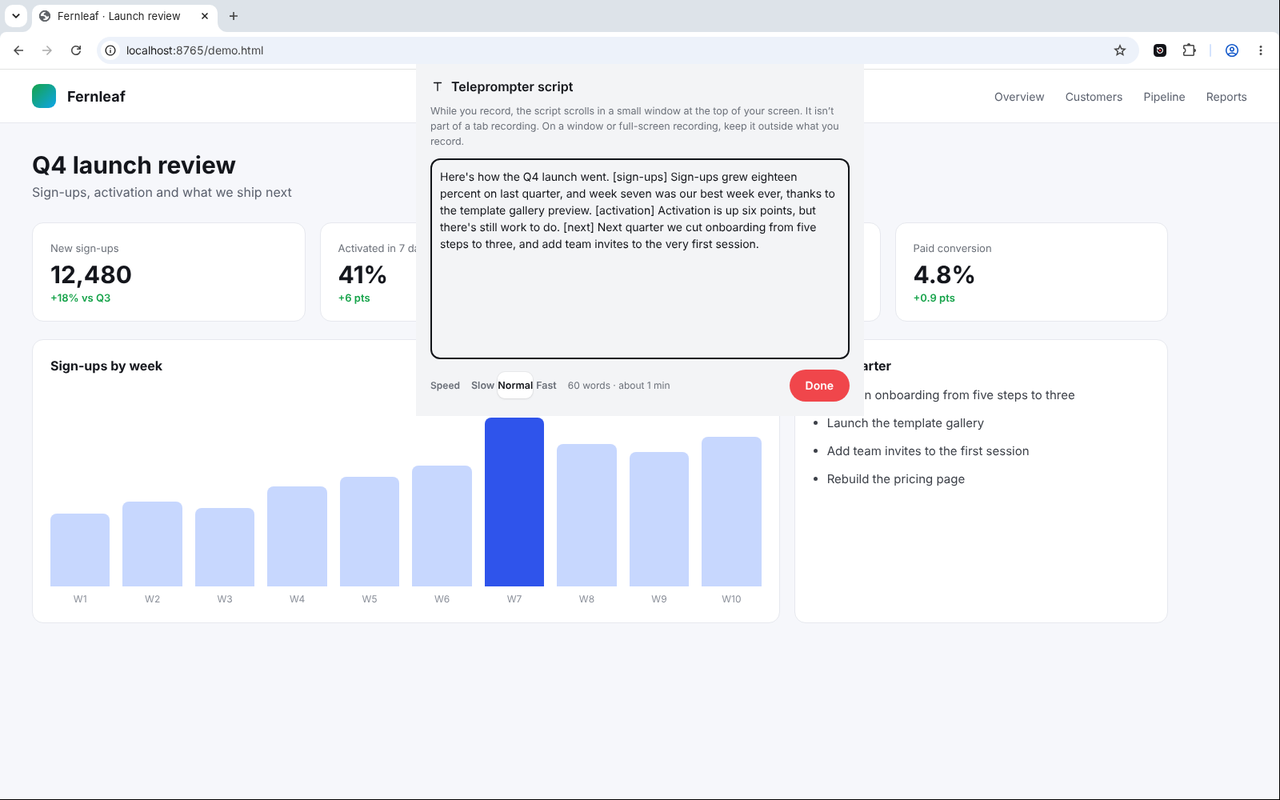 Fernleaf · Launch review
localhost:8765/demo.html
Fernleaf
Overview
Customers
Pipeline
Reports
Teleprompter script
While you record, the script scrolls in a small window at the top of your screen. It isn't
part of a tab recording. On a window or full-screen recording, keep it outside what you
record.
Here's how the Q4 launch went. [sign-ups] Sign-ups grew eighteen
percent on last quarter, and week seven was our best week ever, thanks to
the template gallery preview. [activation] Activation is up six points, but
there's still work to do. [next] Next quarter we cut onboarding from five
steps to three, and add team invites to the very first session.
Speed
Slow
Normal
Fast
60 words · about 1 min
Done
Q4 launch review
Sign-ups, activation and what we ship next
New sign-ups
12,480
+18% vs Q3
Activated in 7
41%
+6 pts
Paid conversion
4.8%
+0.9 pts
Sign-ups by week
W1
W2
W3
W4
W5
W6
W7
W8
W9
W10
onboarding from five steps to three
• Launch the template gallery
• Add team invites to the first session
• Rebuild the pricing page